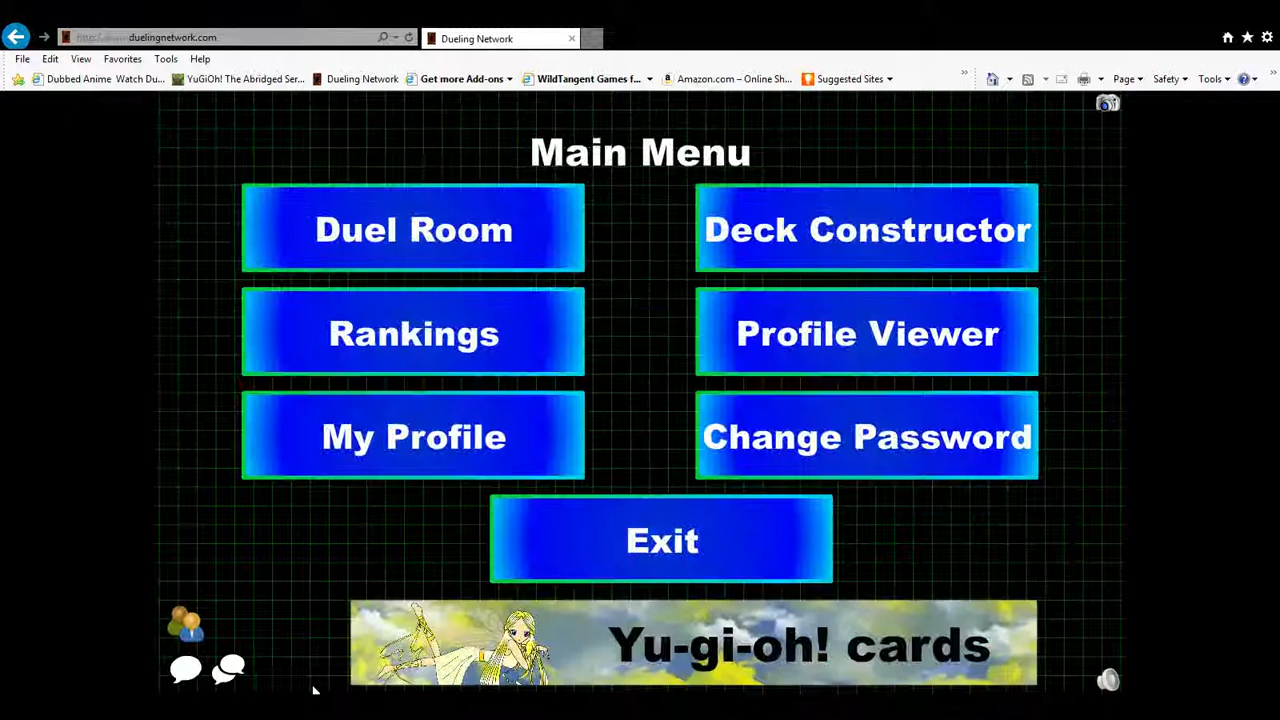 duelingnetwork.com
Dueling Network
File Edit View Favorites Tools Help
Dubbed Anime Watch Du... YuGiOh! The Abridged Ser... Dueling Network Get more Add-ons WildTangent Games f... Amazon.com – Online Sh... Suggested Sites » Page Safety Tools »
Main Menu
Duel Room
Deck Constructor
Rankings
Profile Viewer
My Profile
Change Password
Exit
Yu-gi-oh! cards